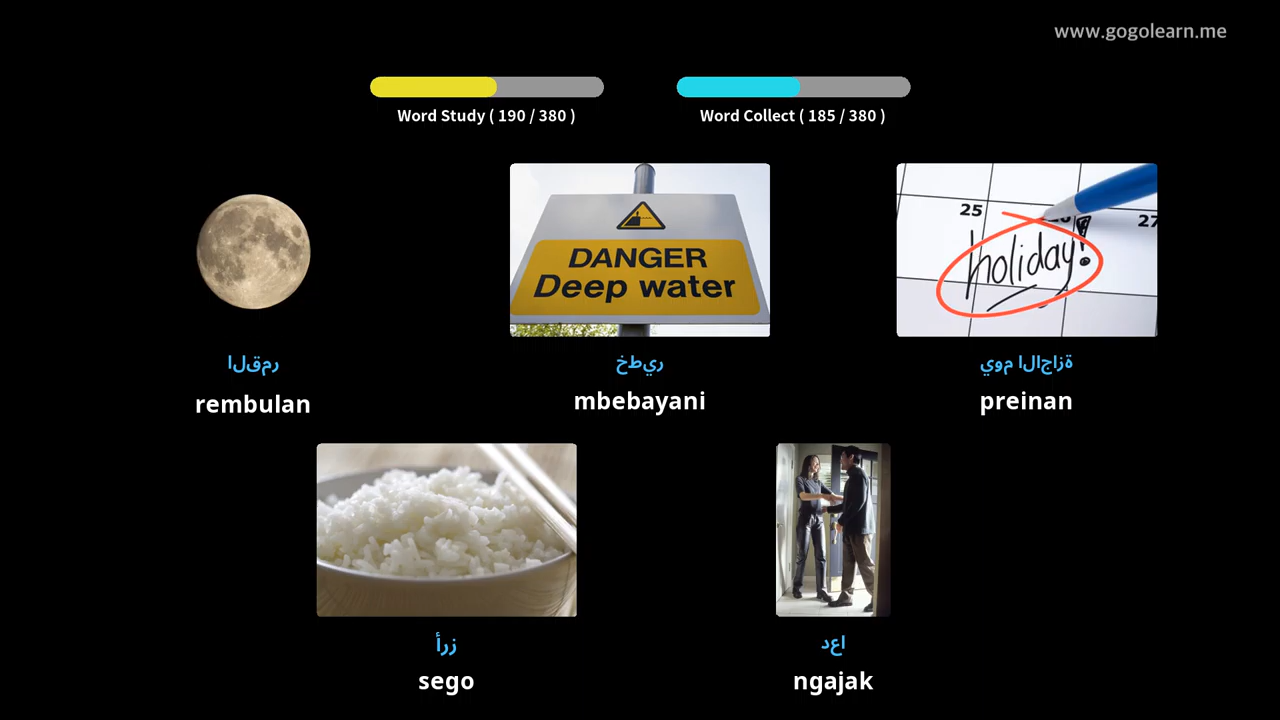 www.gogolearn.me
Word Study ( 190 / 380 )
Word Collect ( 185 / 380 )
القمر
خطير
يوم الاجازة
rembulan
mbebayani
preinan
DANGER
Deep water
25
27
holiday!
أرز
دعا
sego
ngajak